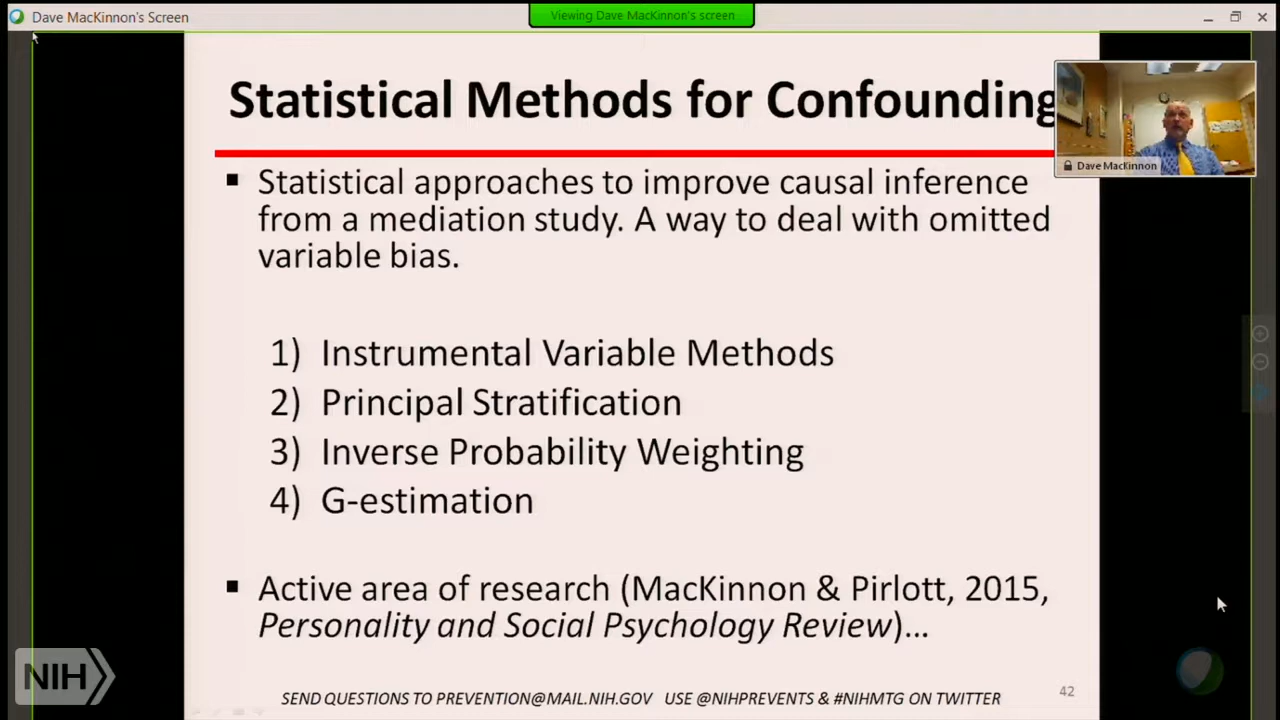 Dave MacKinnon's Screen
Viewing Dave MacKinnon's screen
Statistical Methods for Confounding
Dave MacKinnon
▪ Statistical approaches to improve causal inference
from a mediation study. A way to deal with omitted
variable bias.
1) Instrumental Variable Methods
2) Principal Stratification
3) Inverse Probability Weighting
4) G-estimation
▪ Active area of research (MacKinnon & Pirlott, 2015,
Personality and Social Psychology Review)…
NIH
SEND QUESTIONS TO PREVENTION@MAIL.NIH.GOV USE @NIHPREVENTS & #NIHMTG ON TWITTER
42